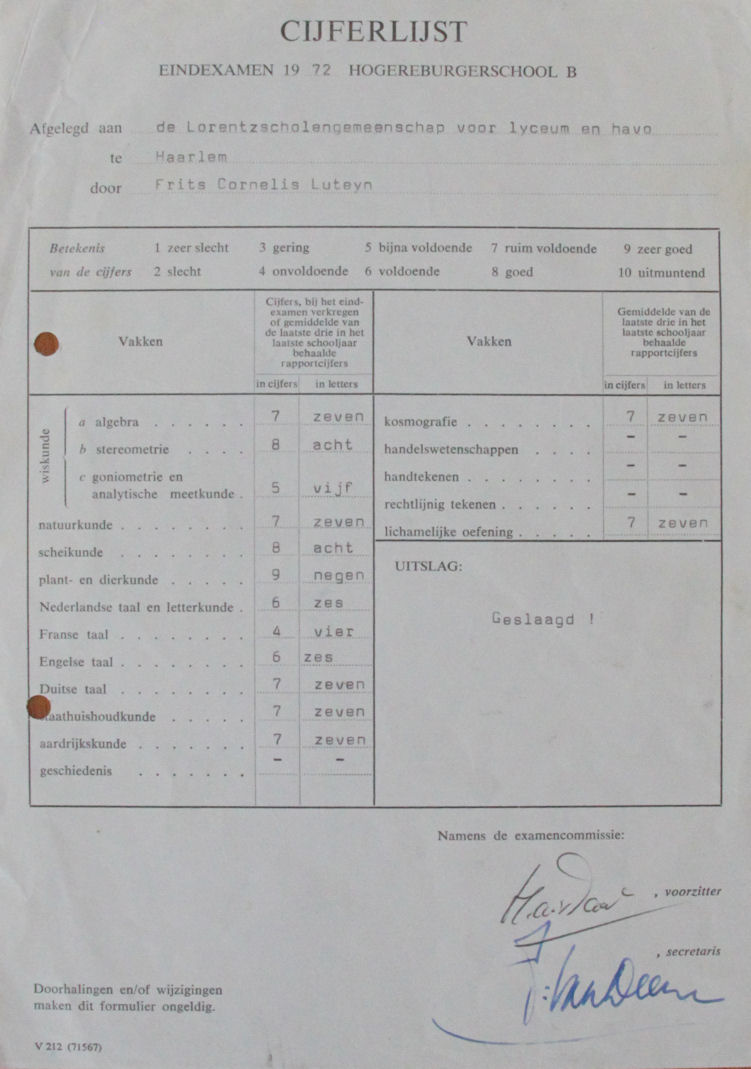 CIJFERLIJST
EINDEXAMEN 19 72 HOGEREBURGERSCHOOL B
Afgelegd aan de Lorentzscholengemeenschap voor lyceum en havo
te Haarlem
door Frits Cornelis Luteyn
Betekenis 1 zeer slecht 3 gering 5 bijna voldoende 7 ruim voldoende 9 zeer goed
van de cijfers 2 slecht 4 onvoldoende 6 voldoende 8 goed 10 uitmuntend
Vakken
Cijfers, bij het eind-
examen verkregen
of gemiddelde van
de laatste drie in het
laatste schooljaar
behaalde
rapportcijfers
in cijfers in letters
wiskunde
a algebra . . . . . . 7 zeven
b stereometrie . . . . 8 acht
c goniometrie en
analytische meetkunde . 5 vijf
natuurkunde . . . . . . . . 7 zeven
scheikunde . . . . . . . . 8 acht
plant- en dierkunde . . . . . 9 negen
Nederlandse taal en letterkunde . 6 zes
Franse taal . . . . . . . . 4 vier
Engelse taal . . . . . . . . 6 zes
Duitse taal . . . . . . . . 7 zeven
staathuishoudkunde . . . . . 7 zeven
aardrijkskunde . . . . . . . 7 zeven
geschiedenis . . . . . . . - -
Vakken
Gemiddelde van de
laatste drie in het
laatste schooljaar
behaalde
rapportcijfers
in cijfers in letters
kosmografie . . . . . . . . 7 zeven
handelswetenschappen . . . . - -
handtekenen . . . . . . . - -
rechtlijnig tekenen . . . . . . - -
lichamelijke oefening . . . . . 7 zeven
UITSLAG:
Geslaagd !
Namens de examencommissie:
, voorzitter
, secretaris
J. van Deen
Doorhalingen en/of wijzigingen
maken dit formulier ongeldig.
V 212 (71567)